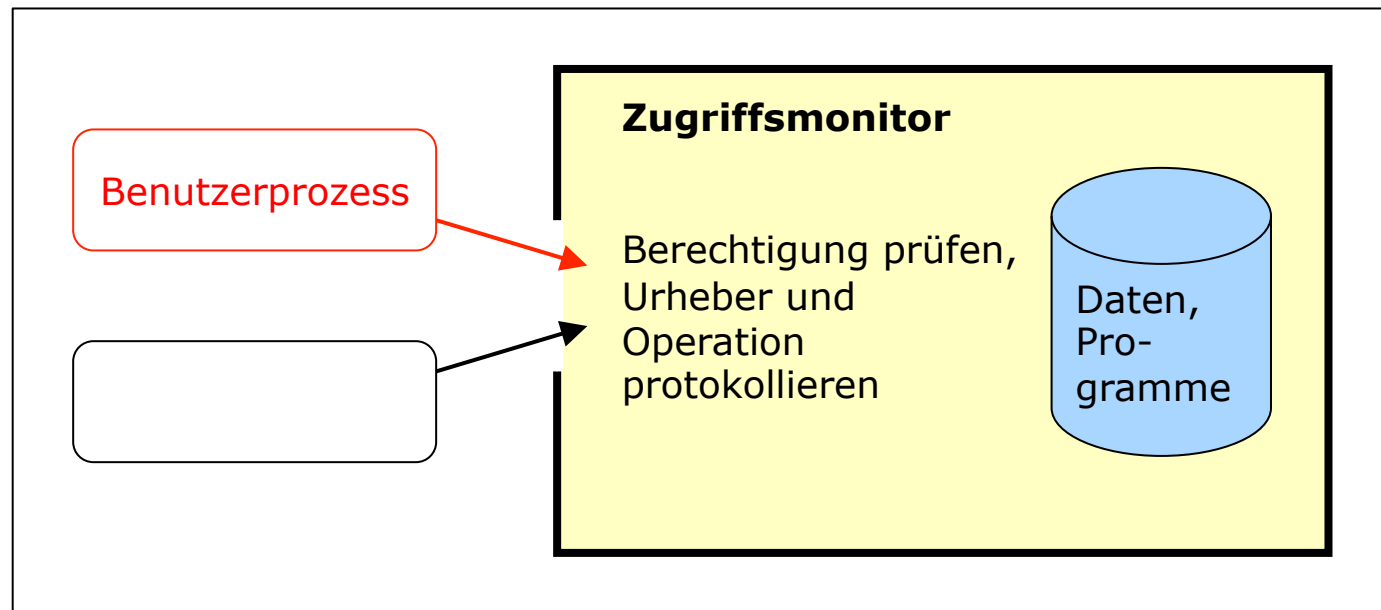 Zugriffsmonitor
Benutzerprozess
Berechtigung prüfen,
Urheber und
Operation
protokollieren
Daten,
Pro-
gramme